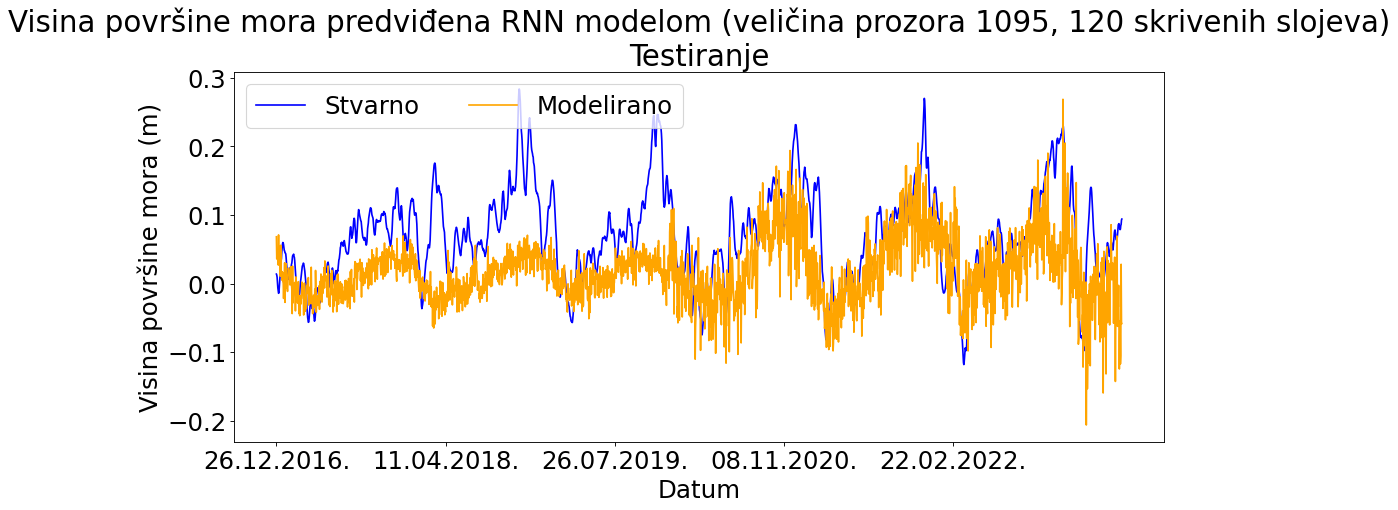 Visina površine mora predviđena RNN modelom (veličina prozora 1095, 120 skrivenih slojeva)
Testiranje
Stvarno
Modelirano
Visina površine mora (m)
0.3
0.2
0.1
0.0
−0.1
−0.2
26.12.2016.
11.04.2018.
26.07.2019.
08.11.2020.
22.02.2022.
Datum